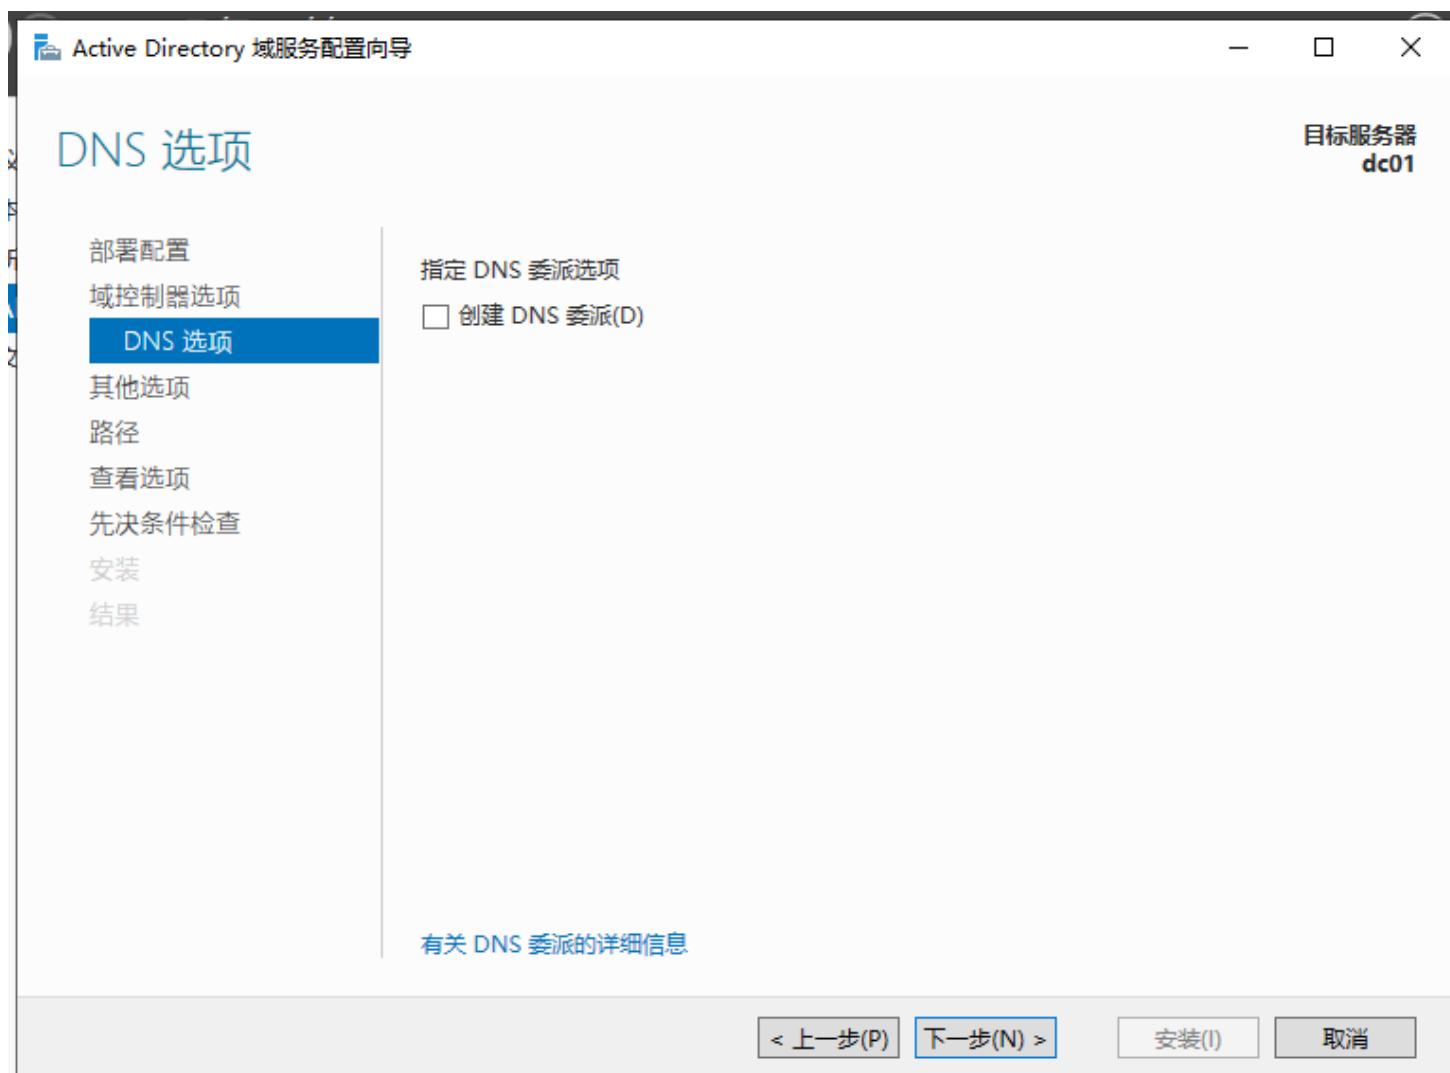 Active Directory 域服务配置向导
DNS 选项
目标服务器
dc01
部署配置
域控制器选项
DNS 选项
其他选项
路径
查看选项
先决条件检查
安装
结果
指定 DNS 委派选项
创建 DNS 委派(D)
有关 DNS 委派的详细信息
< 上一步(P)
下一步(N) >
安装(I)
取消